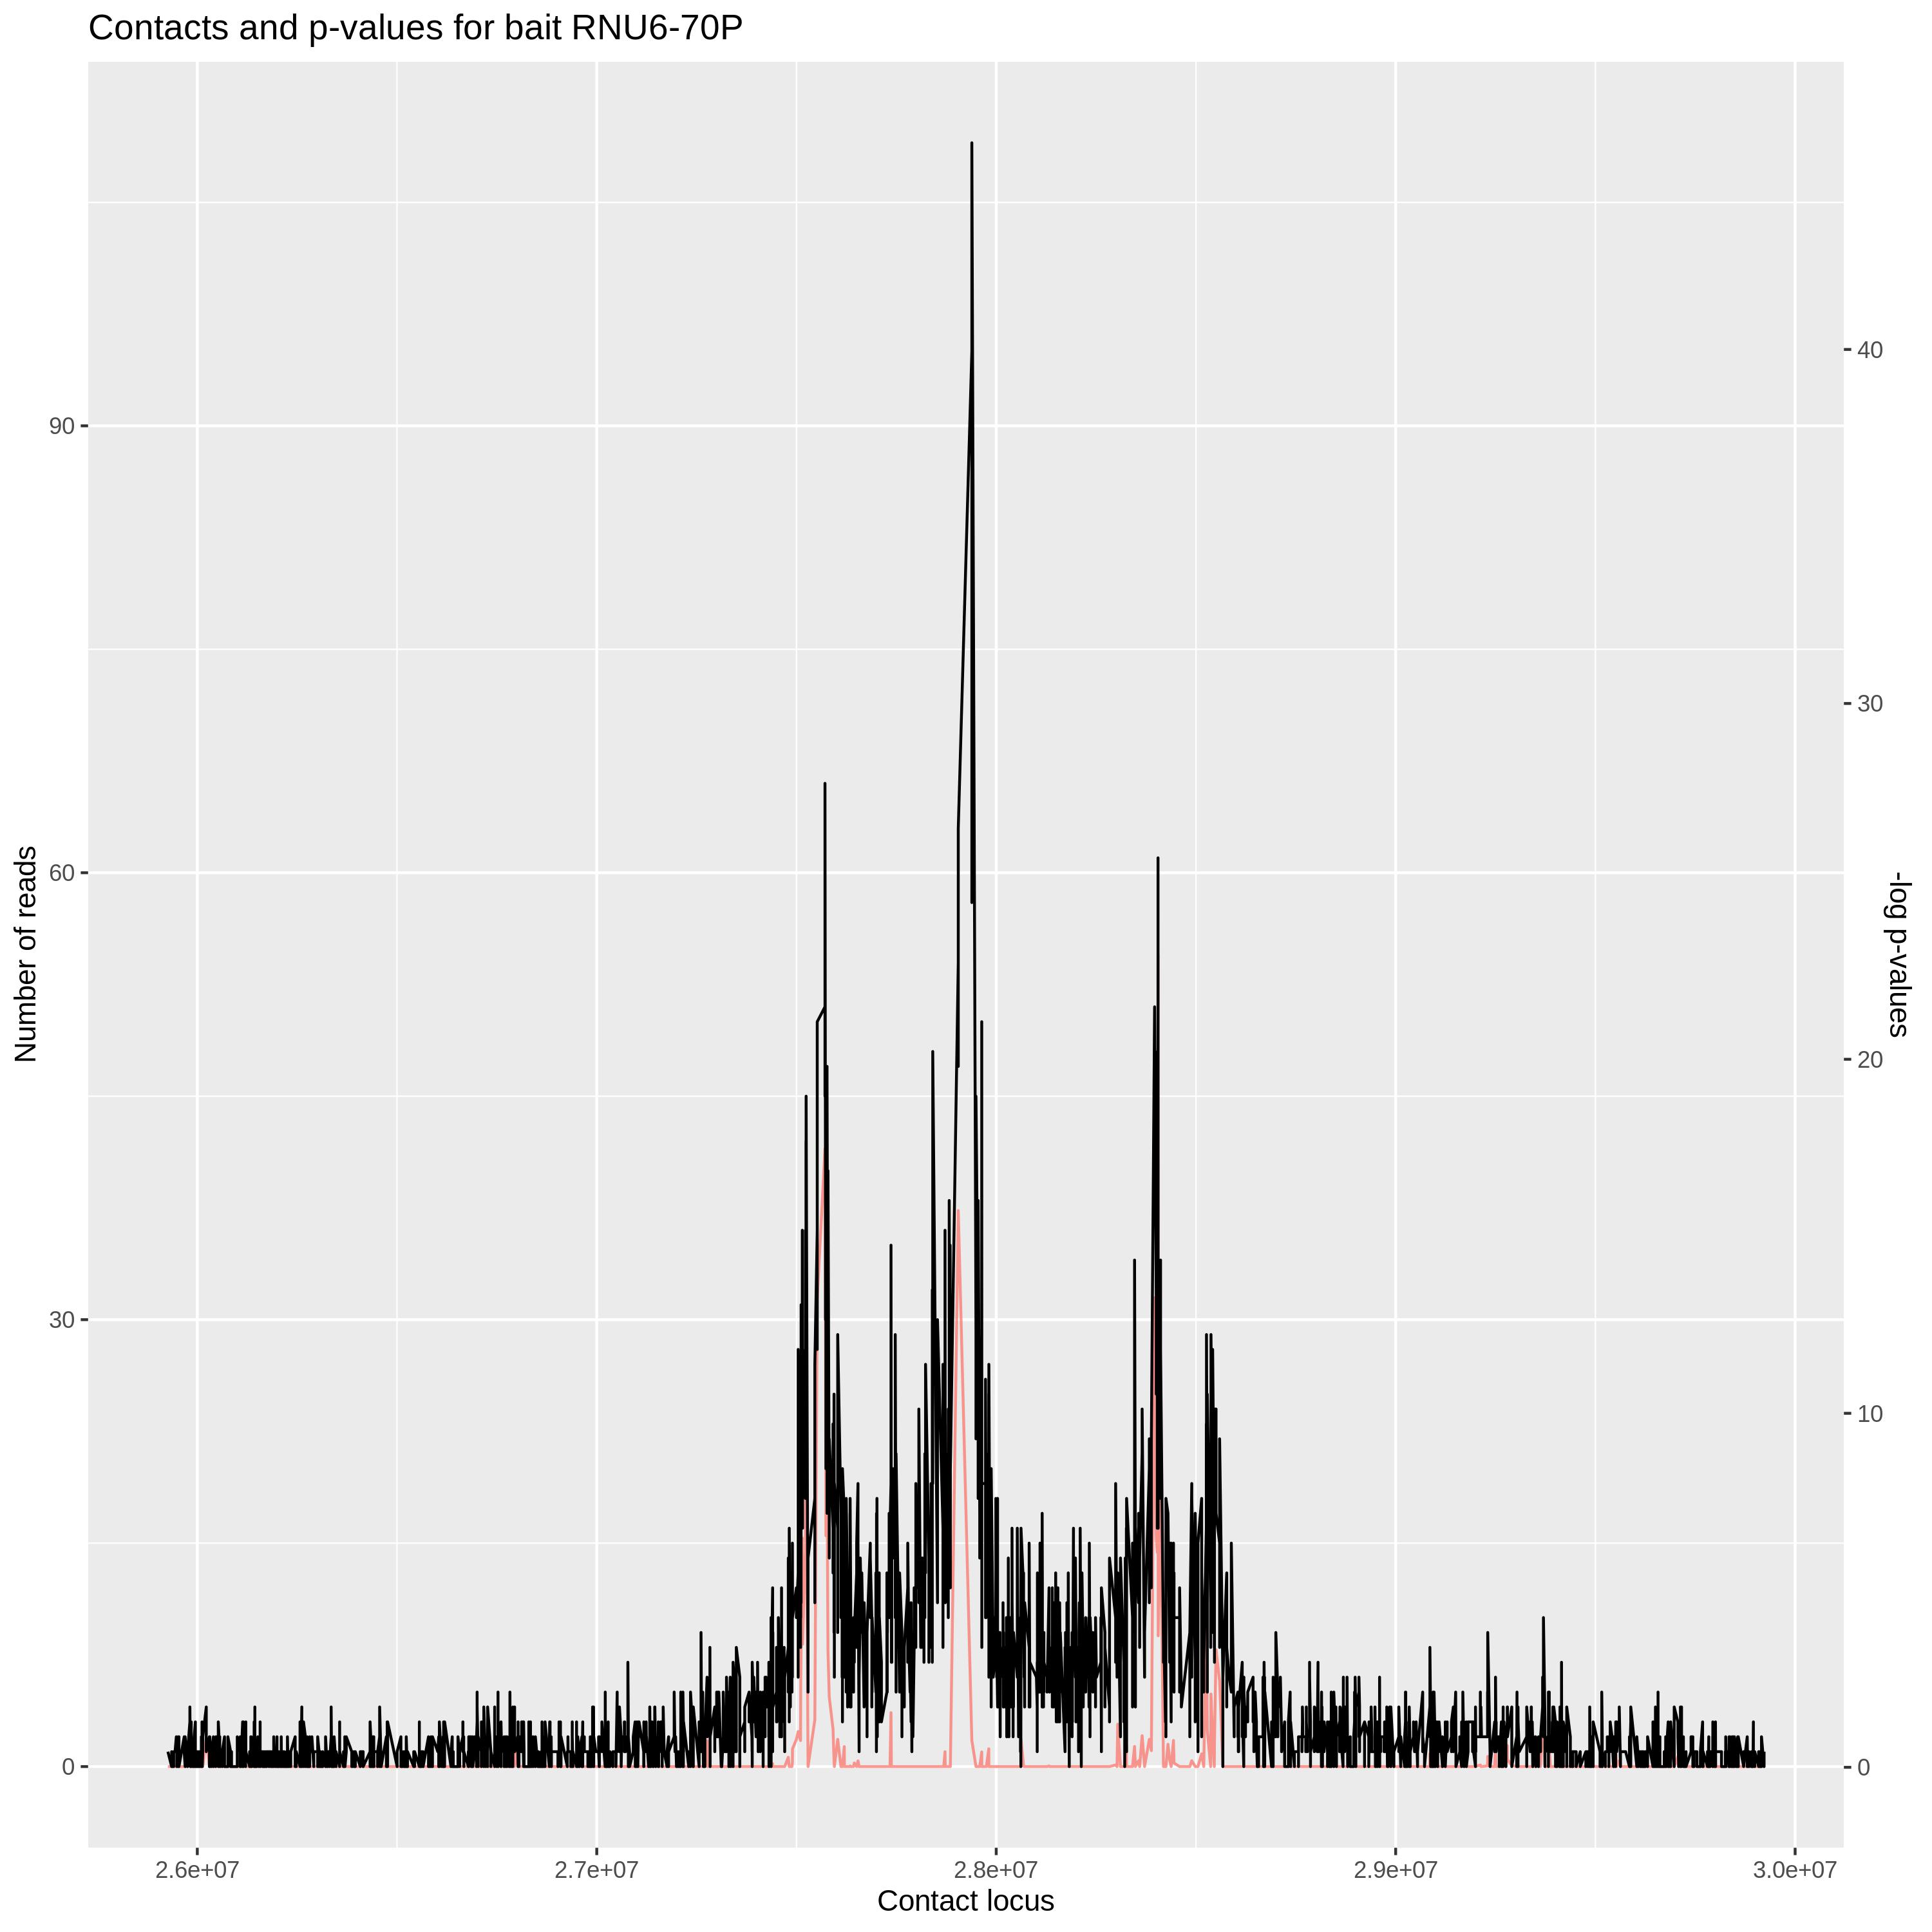 Contacts and p-values for bait RNU6-70P
Number of reads
90
60
30
0
40
30
20
10
0
-log p-values
2.6e+07 2.7e+07 2.8e+07 2.9e+07 3.0e+07
Contact locus